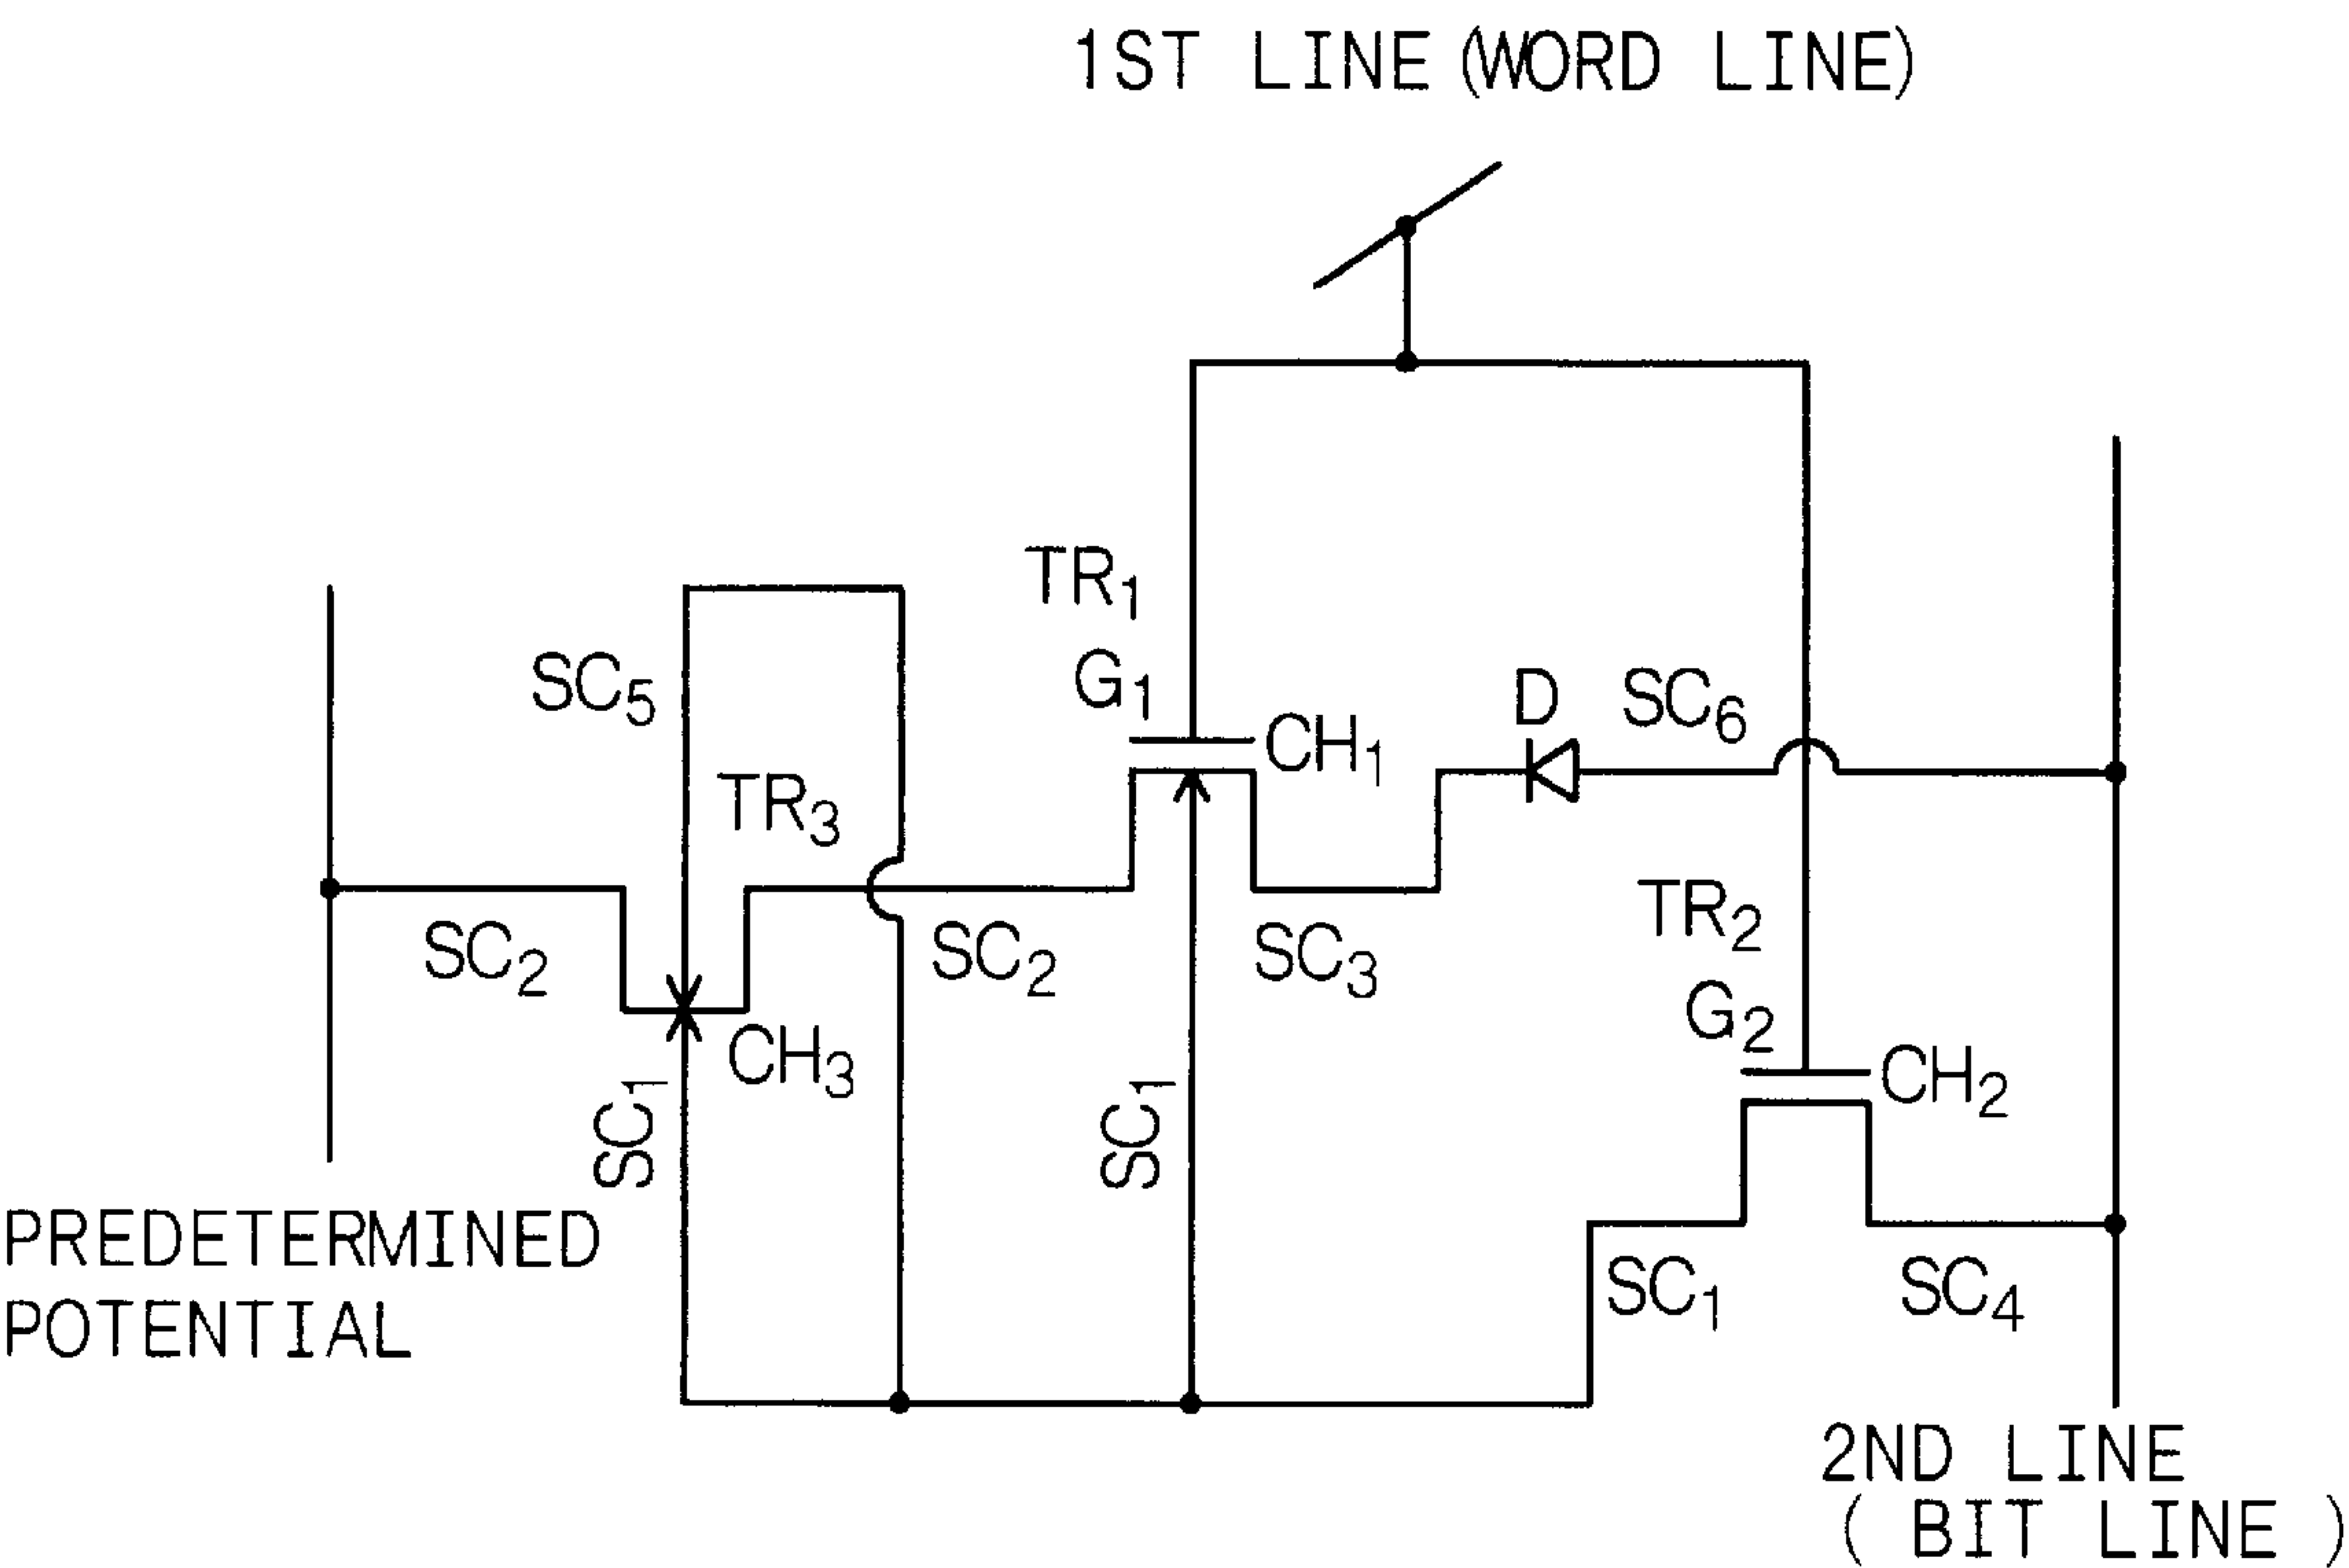 1ST LINE (WORD LINE)
TR1
G1
CH1
D
SC6
SC5
TR3
TR2
G2
CH2
SC2
SC2
SC3
CH3
SC1
SC1
SC1
SC4
PREDETERMINED
POTENTIAL
2ND LINE
( BIT LINE )